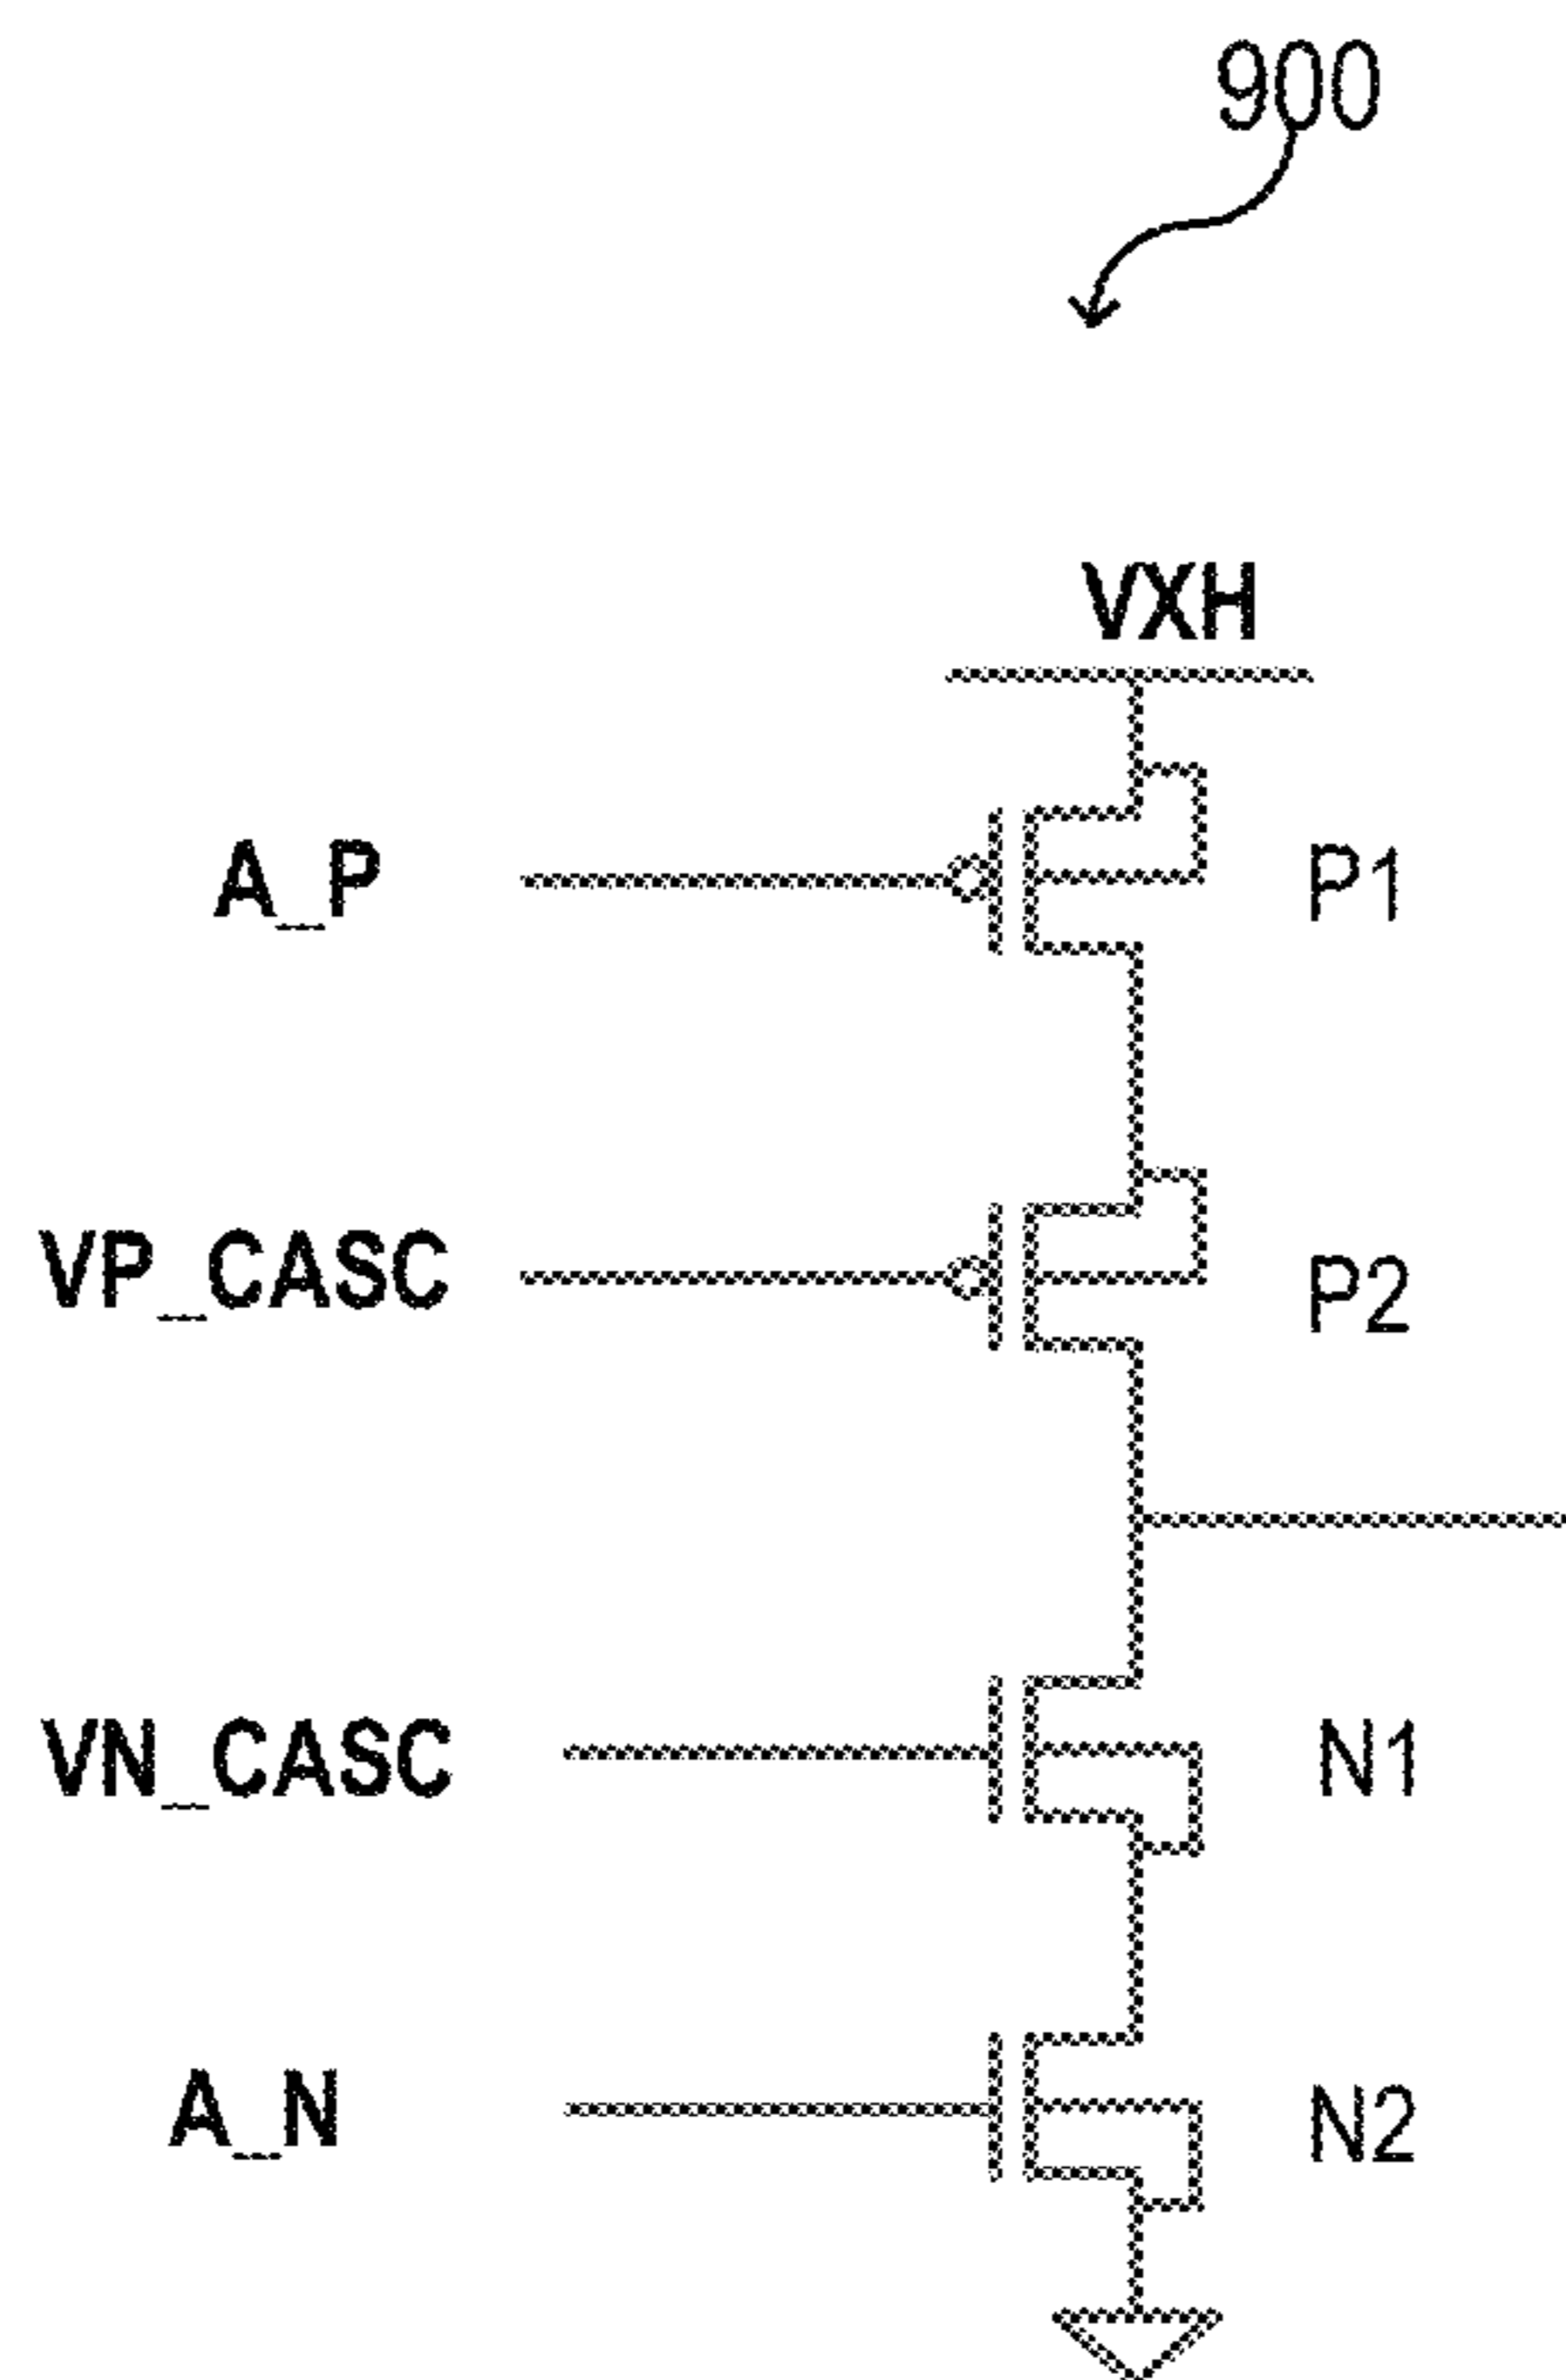 900
VXH
A_P
P1
VP_CASC
P2
VN_CASC
N1
A_N
N2